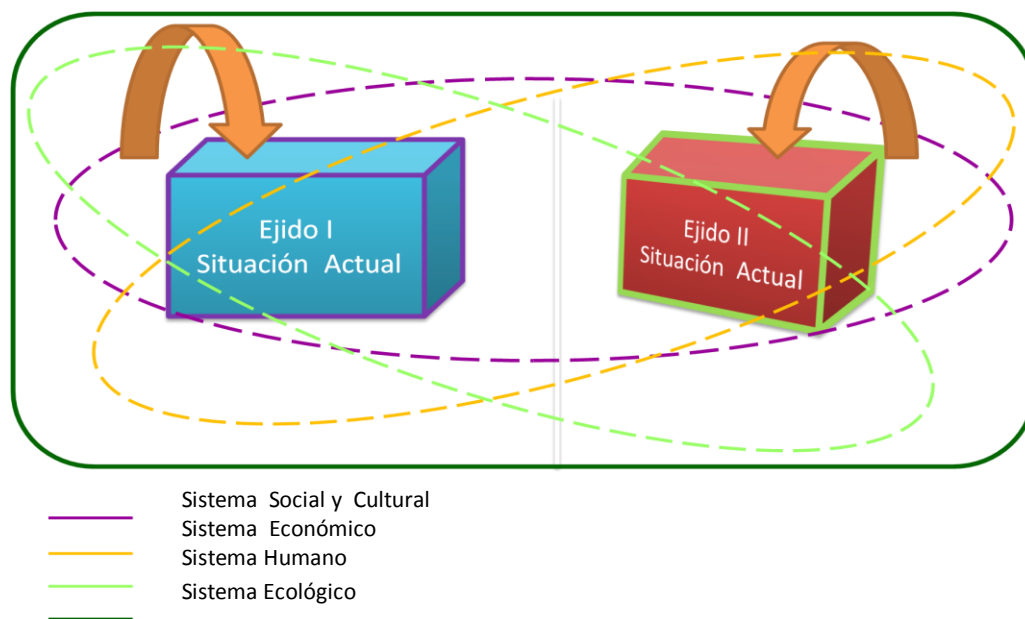 Ejido I
Situación Actual
Ejido II
Situación Actual
Sistema Social y Cultural
Sistema Económico
Sistema Humano
Sistema Ecológico